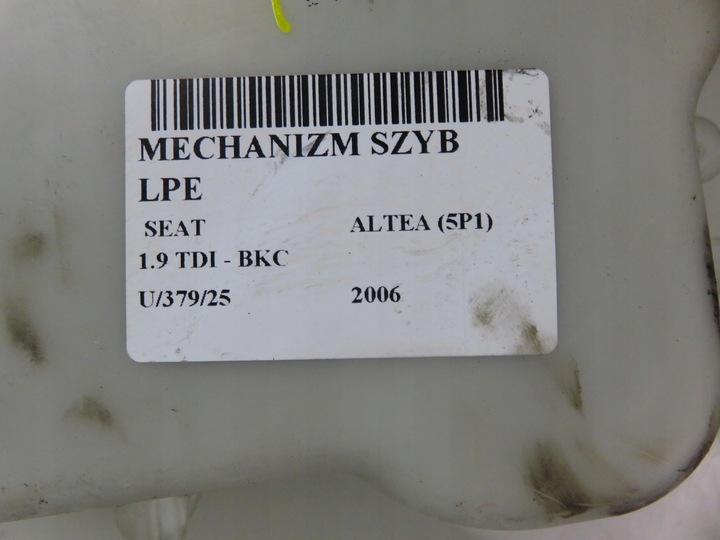 MECHANIZM SZYB
LPE
SEAT ALTEA (5P1)
1.9 TDI - BKC
U/379/25 2006